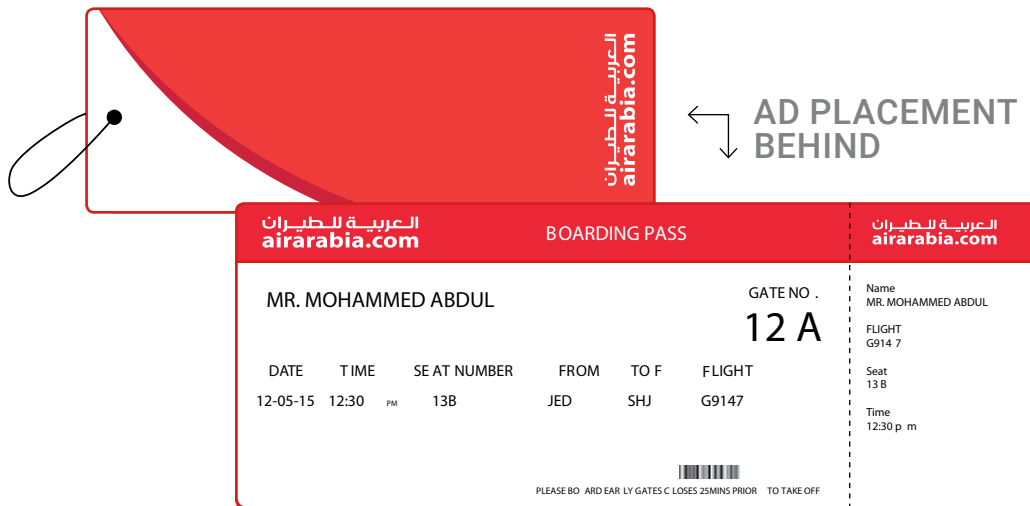 العربية للطيران
airarabia.com
AD PLACEMENT
BEHIND
العربية للطيران
airarabia.com
BOARDING PASS
العربية للطيران
airarabia.com
MR. MOHAMMED ABDUL
GATE NO .
12 A
Name
MR. MOHAMMED ABDUL
FLIGHT
G914 7
DATE TIME SE AT NUMBER FROM TO F FLIGHT
12-05-15 12:30 PM 13B JED SHJ G9147
Seat
13 B
Time
12:30 p m
PLEASE BO ARD EAR LY GATES C LOSES 25MINS PRIOR TO TAKE OFF